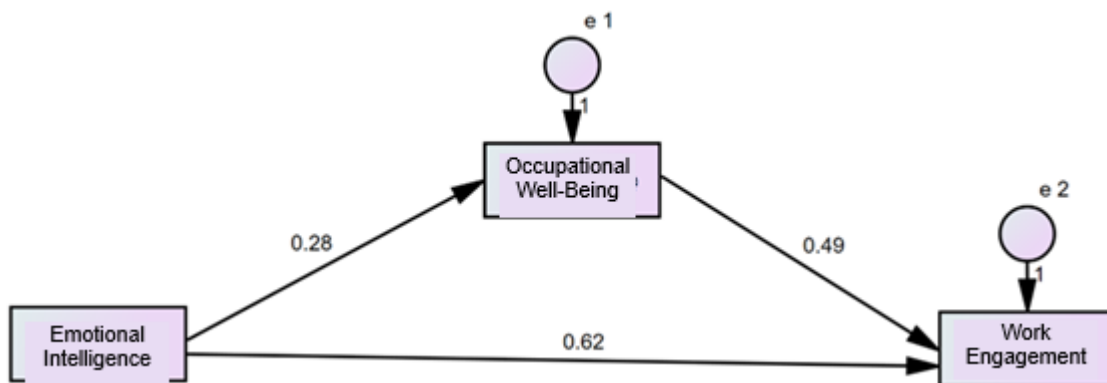 e 1
1
Occupational
Well-Being
e 2
0.28
0.49
1
Emotional
Intelligence
0.62
Work
Engagement